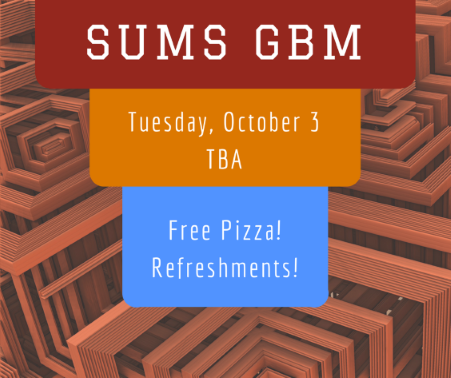 SUMS GBM
Tuesday, October 3
TBA
Free Pizza!
Refreshments!